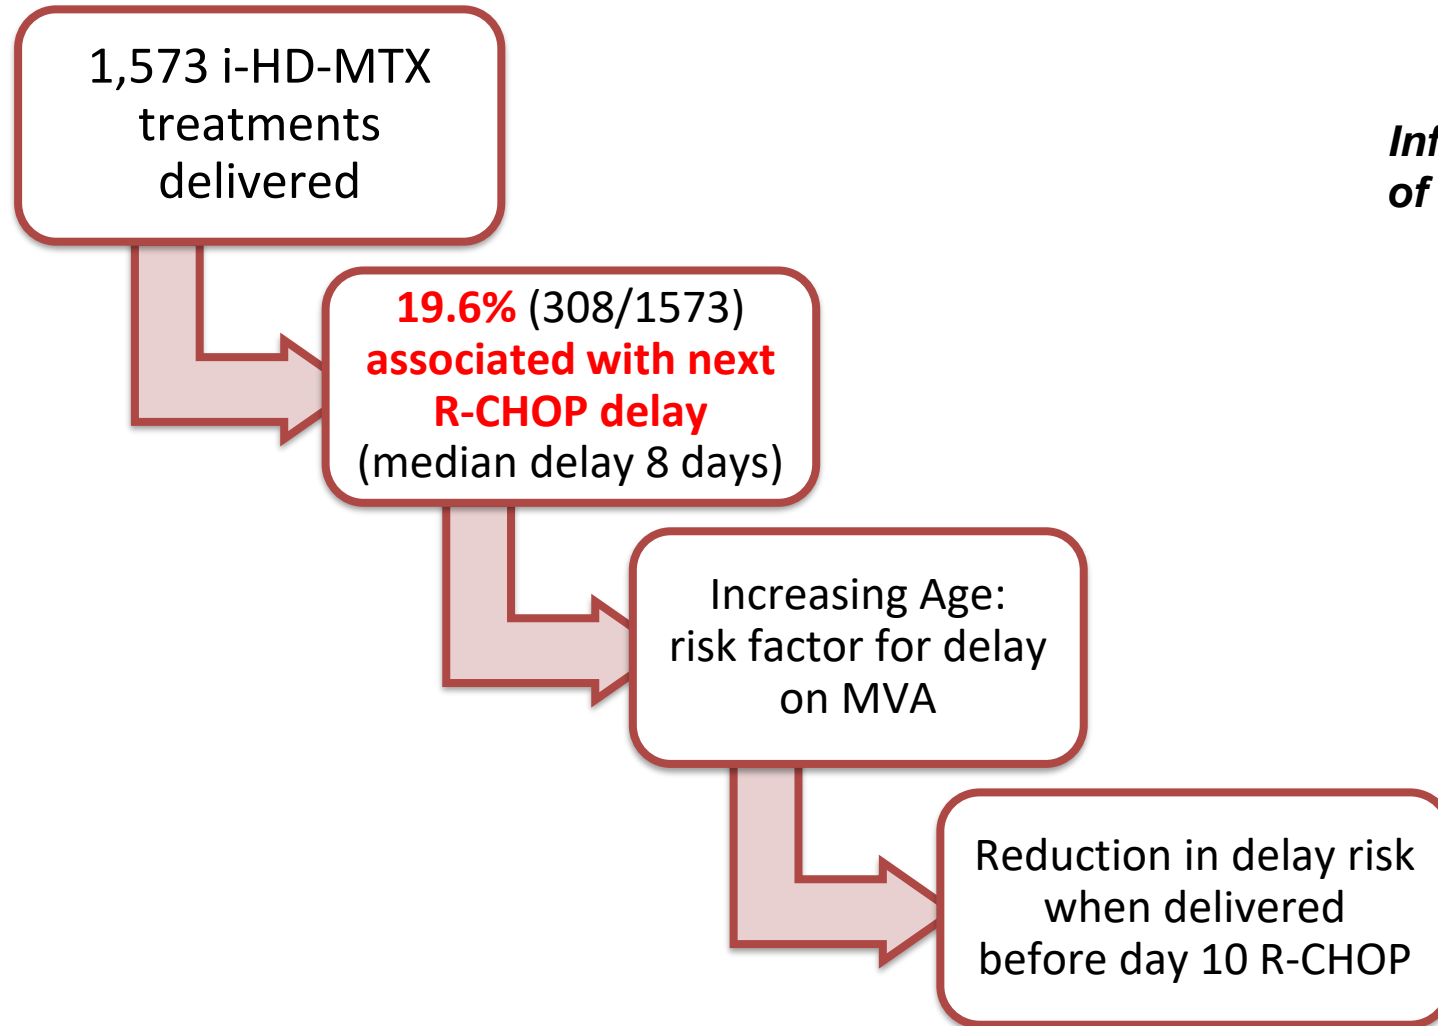 1,573 i-HD-MTX
treatments
delivered
of
19.6% (308/1573)
associated with next
R-CHOP delay
(median delay 8 days)
Increasing Age:
risk factor for delay
on MVA
Reduction in delay risk
when delivered
before day 10 R-CHOP